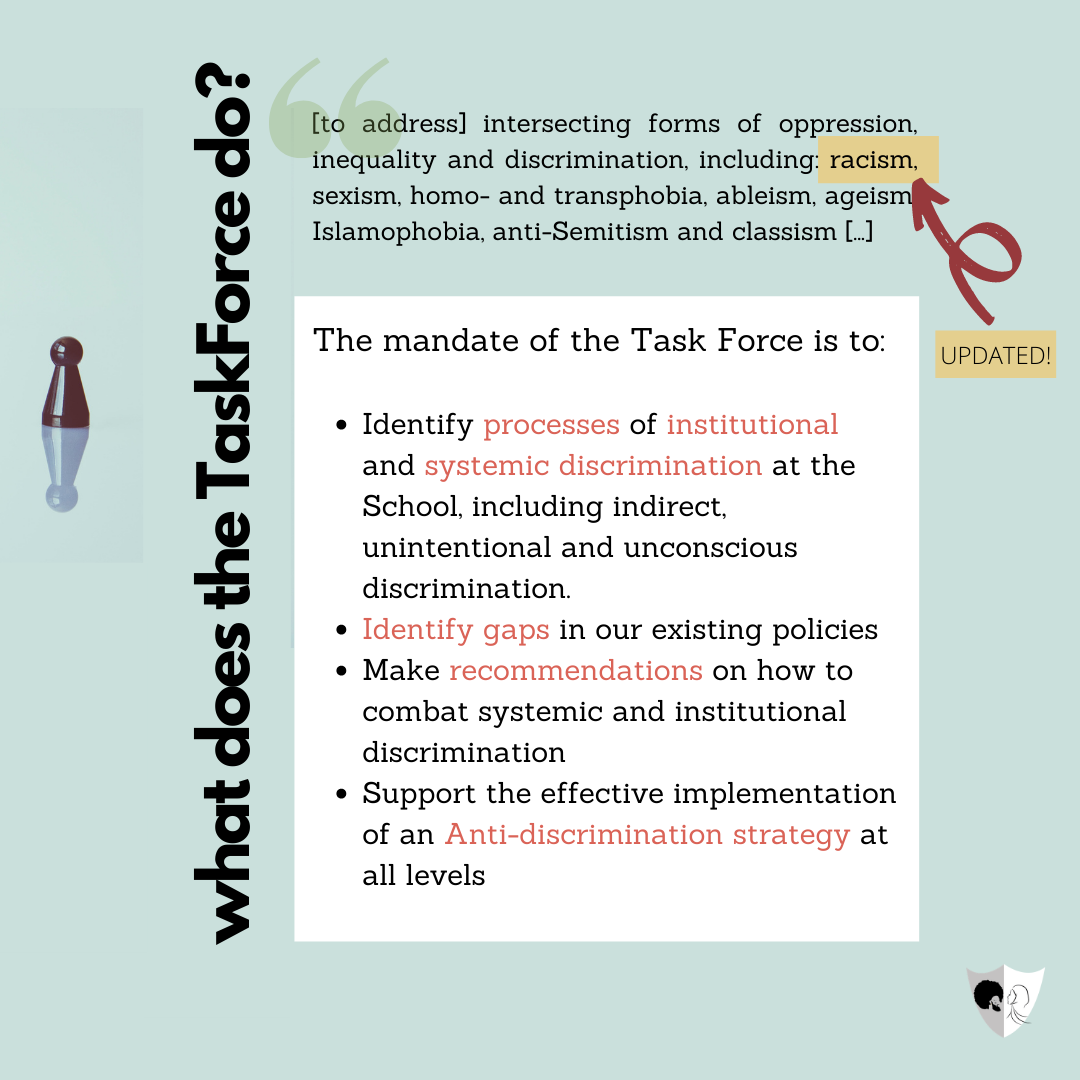 what does the TaskForce do?
[to address] intersecting forms of oppression,
inequality and discrimination, including: racism,
sexism, homo- and transphobia, ableism, ageism
Islamophobia, anti-Semitism and classism [...]
UPDATED!
The mandate of the Task Force is to:
• Identify processes of institutional
and systemic discrimination at the
School, including indirect,
unintentional and unconscious
discrimination.
• Identify gaps in our existing policies
• Make recommendations on how to
combat systemic and institutional
discrimination
• Support the effective implementation
of an Anti-discrimination strategy at
all levels